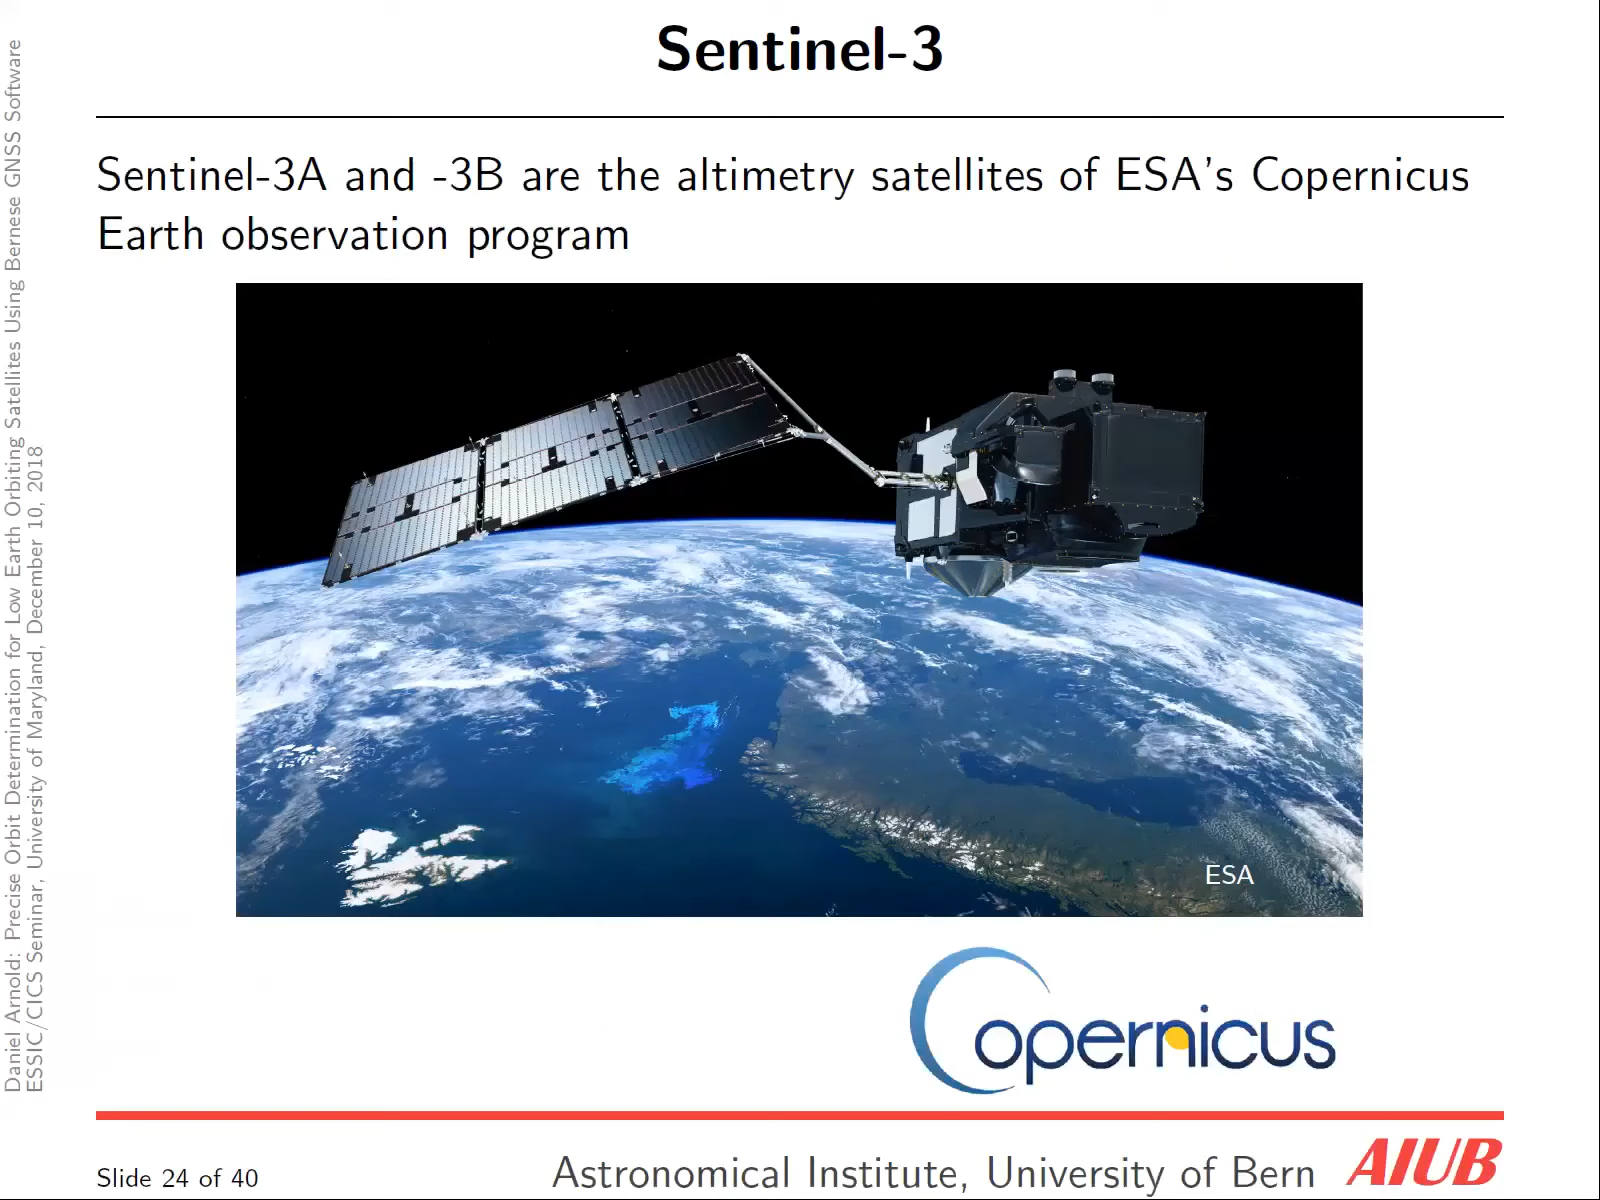 Sentinel-3
Sentinel-3A and -3B are the altimetry satellites of ESA's Copernicus
Earth observation program
ESA
Copernicus
Daniel Arnold: Precise Orbit Determination for Low Earth Orbiting Satellites Using Bernese GNSS Software
ESSIC/CICS Seminar, University of Maryland, December 10, 2018
Slide 24 of 40
Astronomical Institute, University of Bern
AIUB